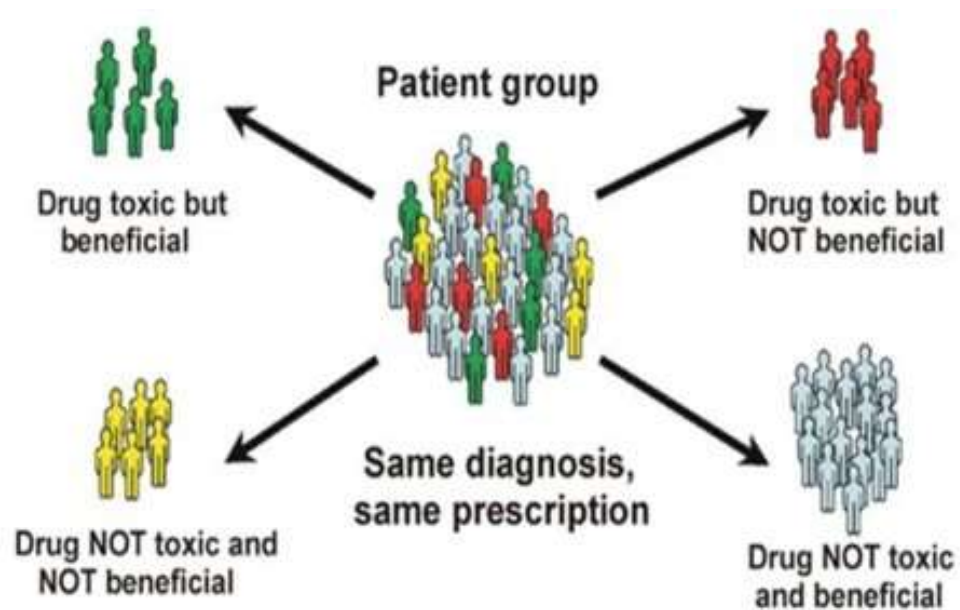 Patient group
Drug toxic but
beneficial
Drug toxic but
NOT beneficial
Same diagnosis,
same prescription
Drug NOT toxic and
NOT beneficial
Drug NOT toxic
and beneficial